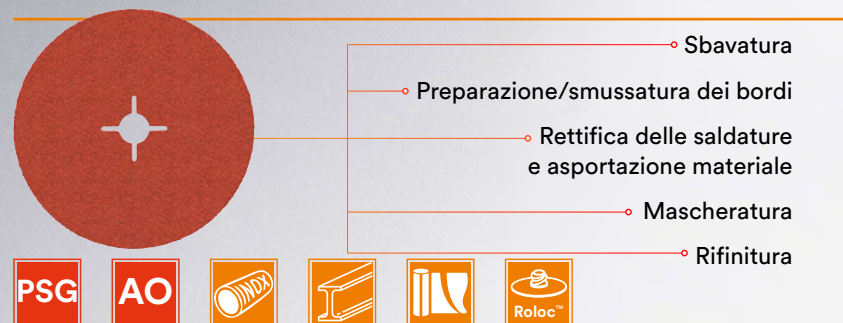 Sbavatura
Preparazione/smussatura dei bordi
Rettifica delle saldature
e asportazione materiale
Mascheratura
Rifinitura
PSG AO INOX Roloc™